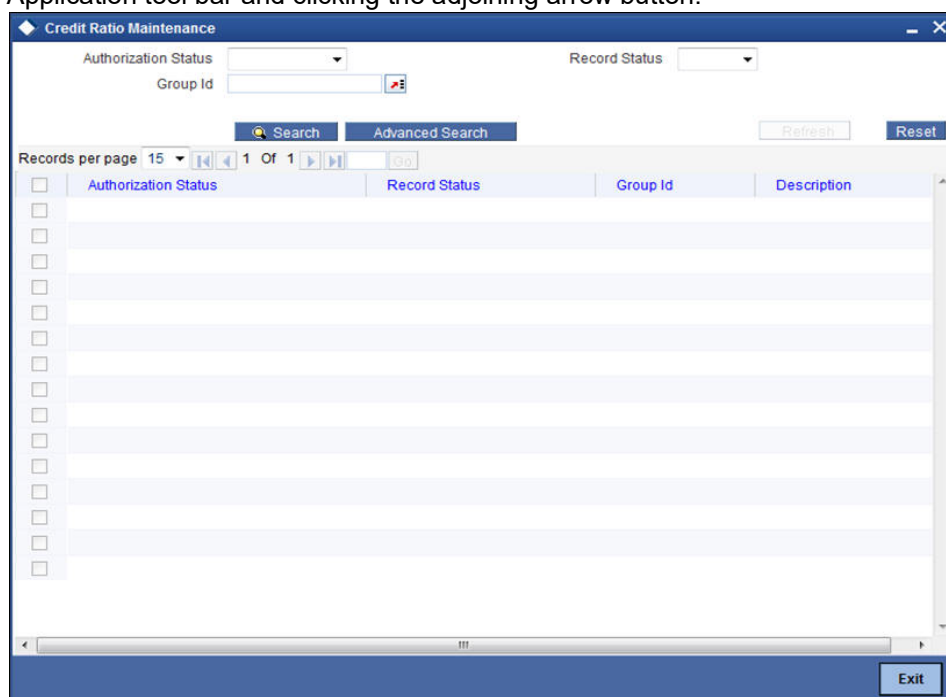 Application tool bar and clicking the adjoining arrow button.
Credit Ratio Maintenance
Authorization Status Record Status
Group Id
Search Advanced Search Refresh Reset
Records per page 15 1 Of 1 Go
Authorization Status Record Status Group Id Description
Exit